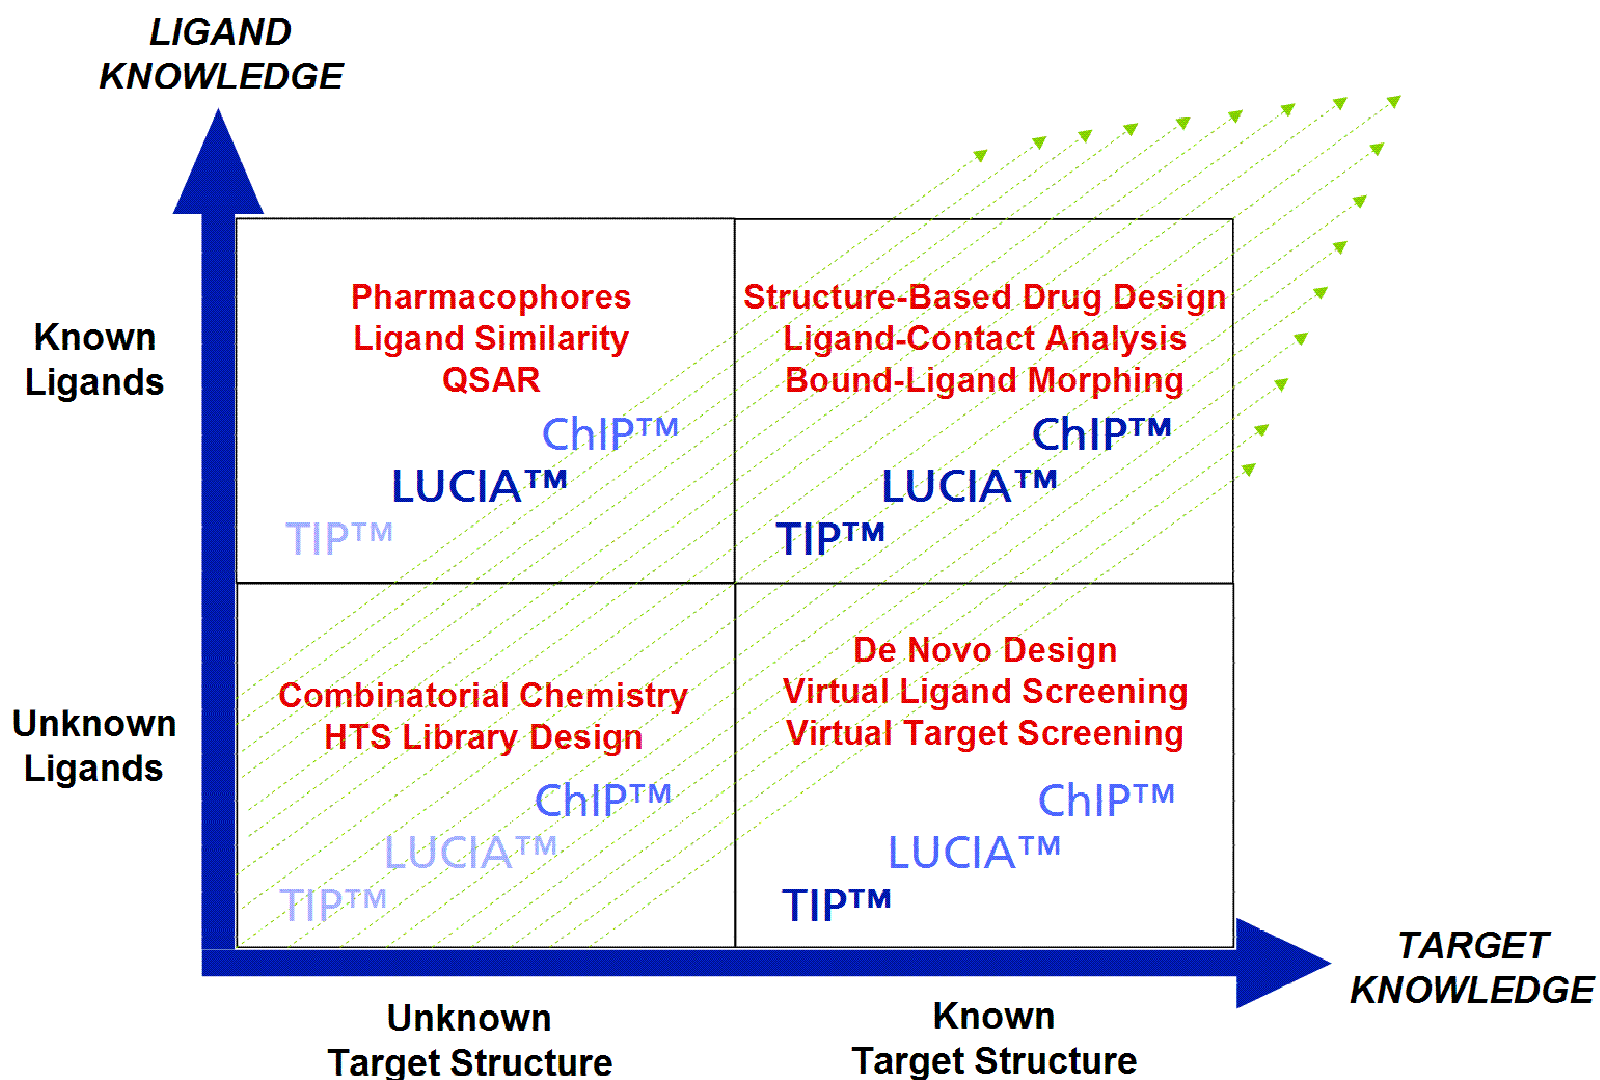 LIGAND
KNOWLEDGE
Known
Ligands
Pharmacophores
Ligand Similarity
QSAR
ChIP™
LUCIA™
TIP™
Structure-Based Drug Design
Ligand-Contact Analysis
Bound-Ligand Morphing
ChIP™
LUCIA™
TIP™
Unknown
Ligands
Combinatorial Chemistry
HTS Library Design
ChIP™
LUCIA™
TIP™
De Novo Design
Virtual Ligand Screening
Virtual Target Screening
ChIP™
LUCIA™
TIP™
TARGET
KNOWLEDGE
Unknown
Target Structure
Known
Target Structure